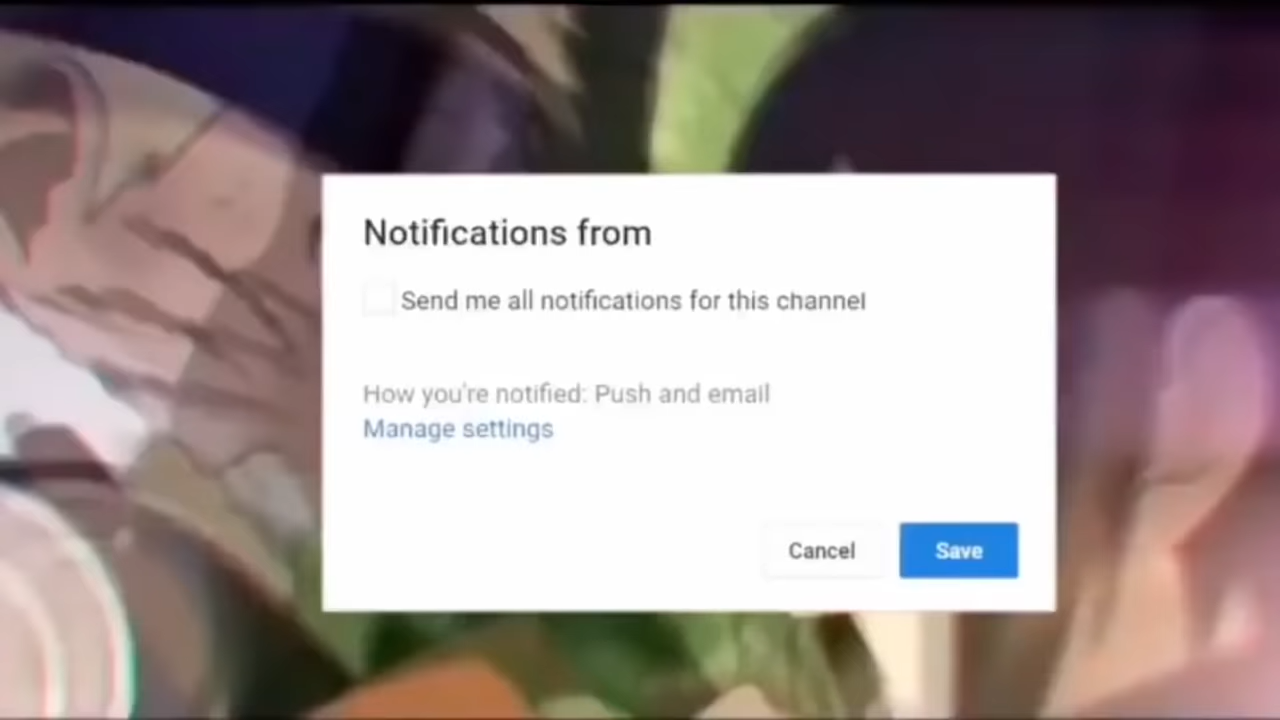 Notifications from
Send me all notifications for this channel
How you're notified: Push and email
Manage settings
Cancel
Save